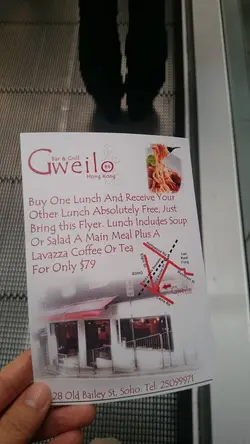 Bar & Grill
Gweilo
Hong Kong
Buy One Lunch And Receive Your
Other Lunch Absolutely Free, Just
Bring this Flyer. Lunch Includes Soup
Or Salad A Main Meal Plus A
Lavazza Coffee Or Tea
For Only $79
SOHO
28 Old Bailey St. Soho. Tel: 25099971